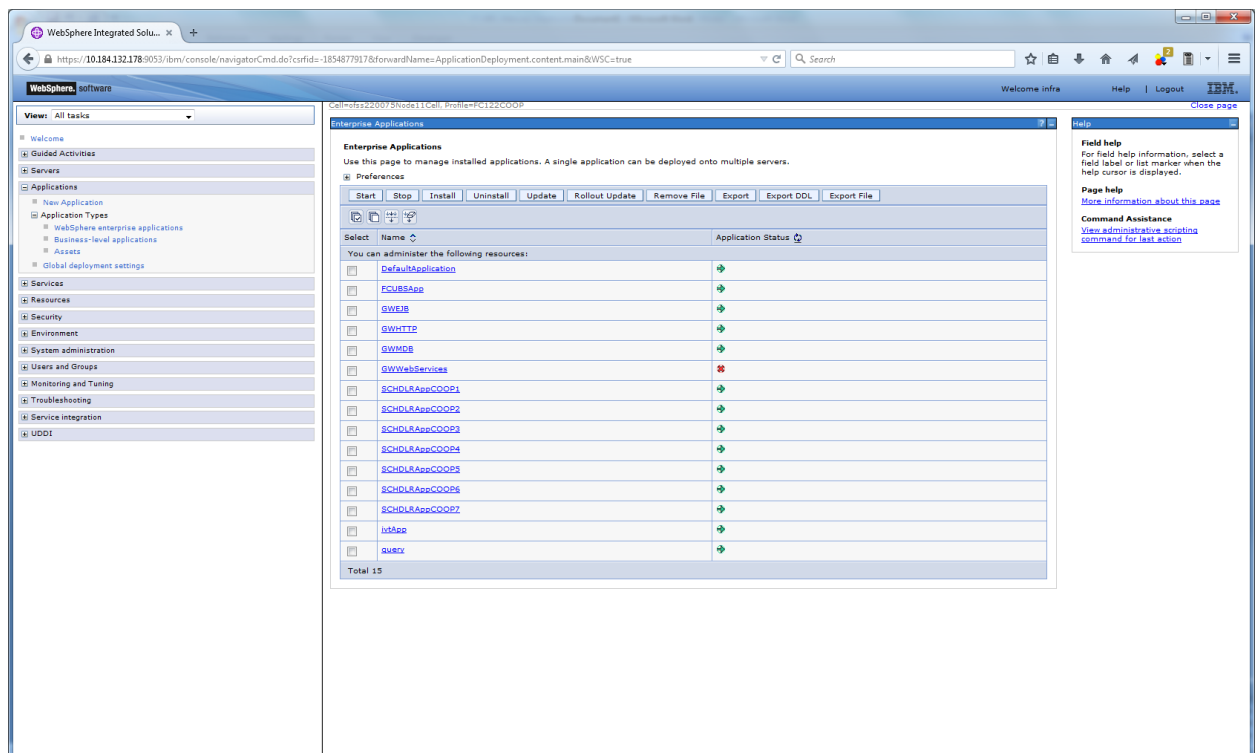 WebSphere Integrated Solu... × +
https://10.184.132.178:9053/ibm/console/navigatorCmd.do?csrfid=-1854877917&forwardName=ApplicationDeployment.content.main&WSC=true
Search
2
WebSphere. software
Welcome infra
Help | Logout
IBM.
View: All tasks
Cell=ofss220075Node11Cell, Profile=FC122COOP
Close page
Welcome
Guided Activities
Servers
Applications
New Application
Application Types
WebSphere enterprise applications
Business-level applications
Assets
Global deployment settings
Services
Resources
Security
Environment
System administration
Users and Groups
Monitoring and Tuning
Troubleshooting
Service integration
UDDI
Enterprise Applications
? –
Enterprise Applications
Use this page to manage installed applications. A single application can be deployed onto multiple servers.
Preferences
Start Stop Install Uninstall Update Rollout Update Remove File Export Export DDL Export File
Select Name Application Status
You can administer the following resources:
DefaultApplication
FCUBSApp
GWEJB
GWHTTP
GWMDB
GWWebServices
SCHDLRAppCOOP1
SCHDLRAppCOOP2
SCHDLRAppCOOP3
SCHDLRAppCOOP4
SCHDLRAppCOOP5
SCHDLRAppCOOP6
SCHDLRAppCOOP7
ivtApp
query
Total 15
Help
Field help
For field help information, select a
field label or list marker when the
help cursor is displayed.
Page help
More information about this page
Command Assistance
View administrative scripting
command for last action